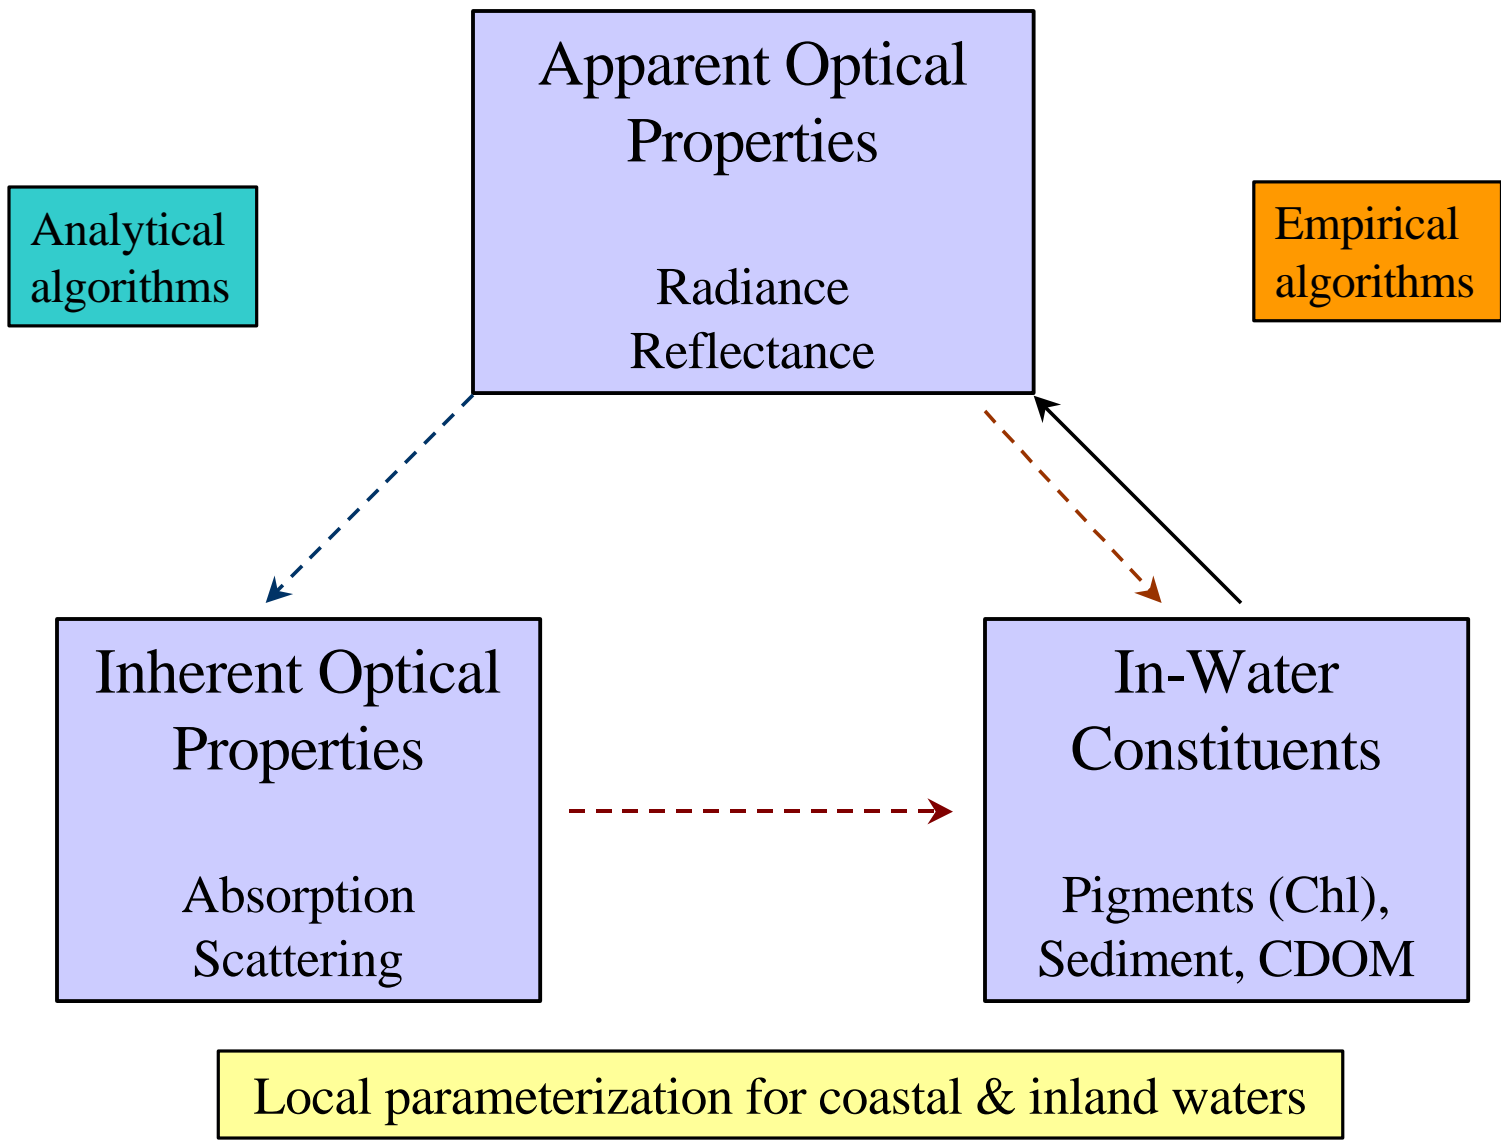 Apparent Optical
Properties
Radiance
Reflectance
Analytical
algorithms
Empirical
algorithms
Inherent Optical
Properties
Absorption
Scattering
In-Water
Constituents
Pigments (Chl),
Sediment, CDOM
Local parameterization for coastal & inland waters